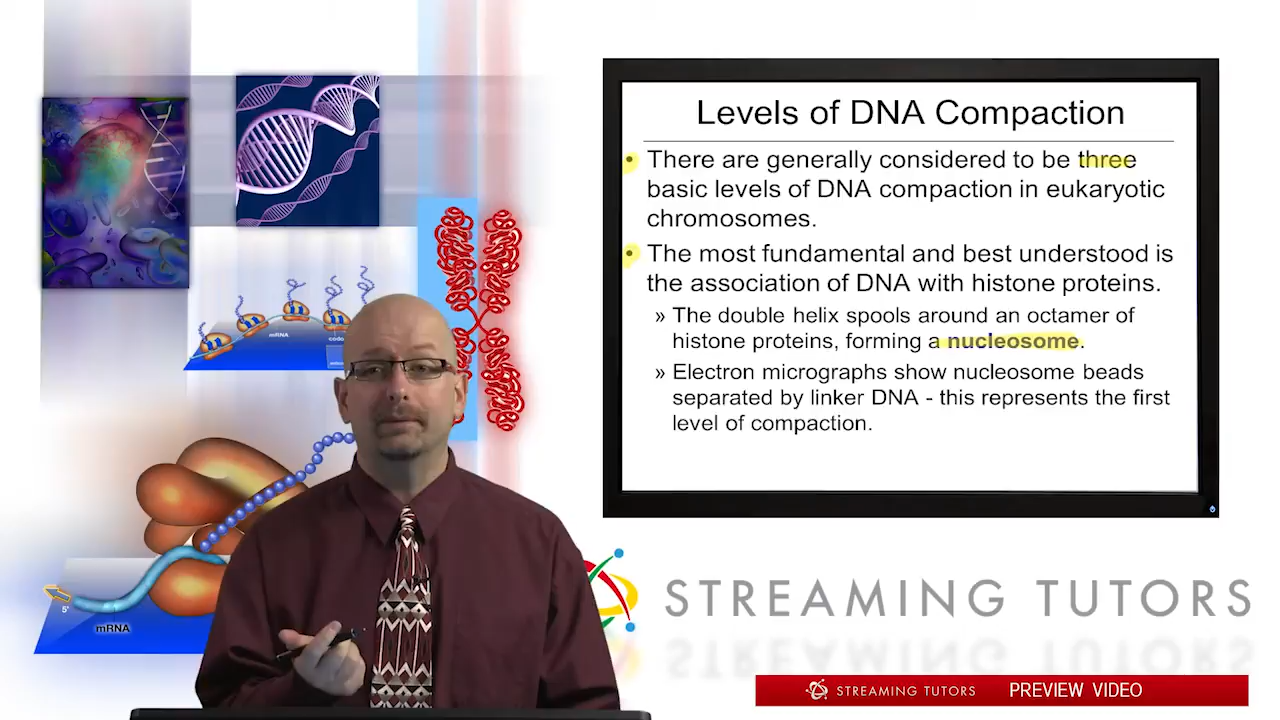 Levels of DNA Compaction
• There are generally considered to be three
basic levels of DNA compaction in eukaryotic
chromosomes.
• The most fundamental and best understood is
the association of DNA with histone proteins.
» The double helix spools around an octamer of
histone proteins, forming a nucleosome.
» Electron micrographs show nucleosome beads
separated by linker DNA - this represents the first
level of compaction.
mRNA
5'
mRNA
STREAMING TUTORS
STREAMING TUTORS PREVIEW VIDEO